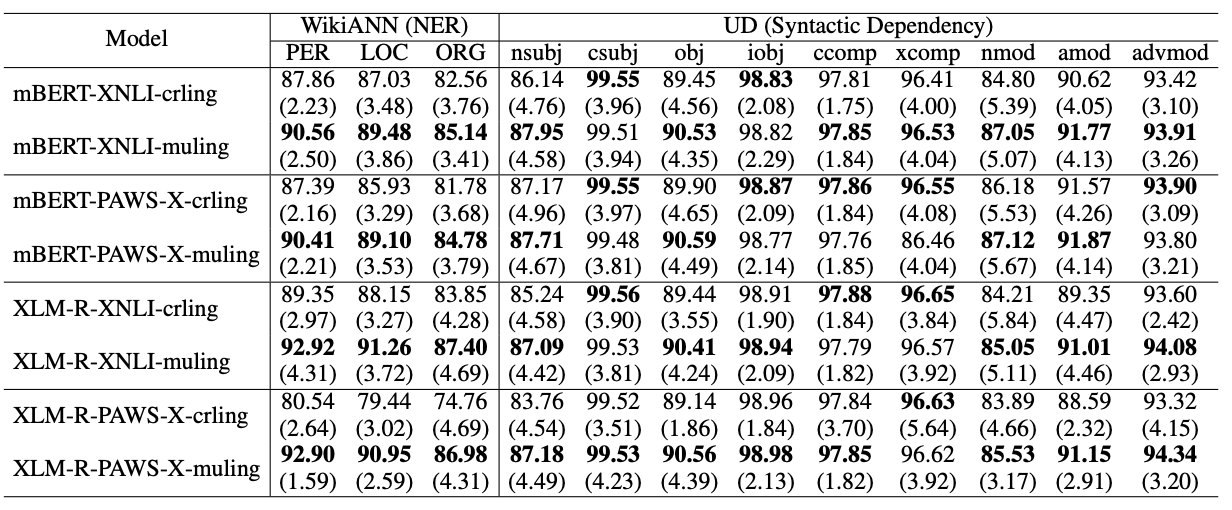 Model WikiANN (NER) UD (Syntactic Dependency)
PER LOC ORG nsubj csubj obj iobj ccomp xcomp nmod amod advmod
mBERT-XNLI-crling 87.86 87.03 82.56 86.14 99.55 89.45 98.83 97.81 96.41 84.80 90.62 93.42
(2.23) (3.48) (3.76) (4.76) (3.96) (4.56) (2.08) (1.75) (4.00) (5.39) (4.05) (3.10)
mBERT-XNLI-muling 90.56 89.48 85.14 87.95 99.51 90.53 98.82 97.85 96.53 87.05 91.77 93.91
(2.50) (3.86) (3.41) (4.58) (3.94) (4.35) (2.29) (1.84) (4.04) (5.07) (4.13) (3.26)
mBERT-PAWS-X-crling 87.39 85.93 81.78 87.17 99.55 89.90 98.87 97.86 96.55 86.18 91.57 93.90
(2.16) (3.29) (3.68) (4.96) (3.97) (4.65) (2.09) (1.84) (4.08) (5.53) (4.26) (3.09)
mBERT-PAWS-X-muling 90.41 89.10 84.78 87.71 99.48 90.59 98.77 97.76 86.46 87.12 91.87 93.80
(2.21) (3.53) (3.79) (4.67) (3.81) (4.49) (2.14) (1.85) (4.04) (5.67) (4.14) (3.21)
XLM-R-XNLI-crling 89.35 88.15 83.85 85.24 99.56 89.44 98.91 97.88 96.65 84.21 89.35 93.60
(2.97) (3.27) (4.28) (4.58) (3.90) (3.55) (1.90) (1.84) (3.84) (5.84) (4.47) (2.42)
XLM-R-XNLI-muling 92.92 91.26 87.40 87.09 99.53 90.41 98.94 97.79 96.57 85.05 91.01 94.08
(4.31) (3.72) (4.69) (4.42) (3.81) (4.24) (2.09) (1.82) (3.92) (5.11) (4.46) (2.93)
XLM-R-PAWS-X-crling 80.54 79.44 74.76 83.76 99.52 89.14 98.96 97.84 96.63 83.89 88.59 93.32
(2.64) (3.02) (4.69) (4.54) (3.51) (1.86) (1.84) (3.70) (5.64) (4.66) (2.32) (4.15)
XLM-R-PAWS-X-muling 92.90 90.95 86.98 87.18 99.53 90.56 98.98 97.85 96.62 85.53 91.15 94.34
(1.59) (2.59) (4.31) (4.49) (4.23) (4.39) (2.13) (1.82) (3.92) (3.17) (2.91) (3.20)